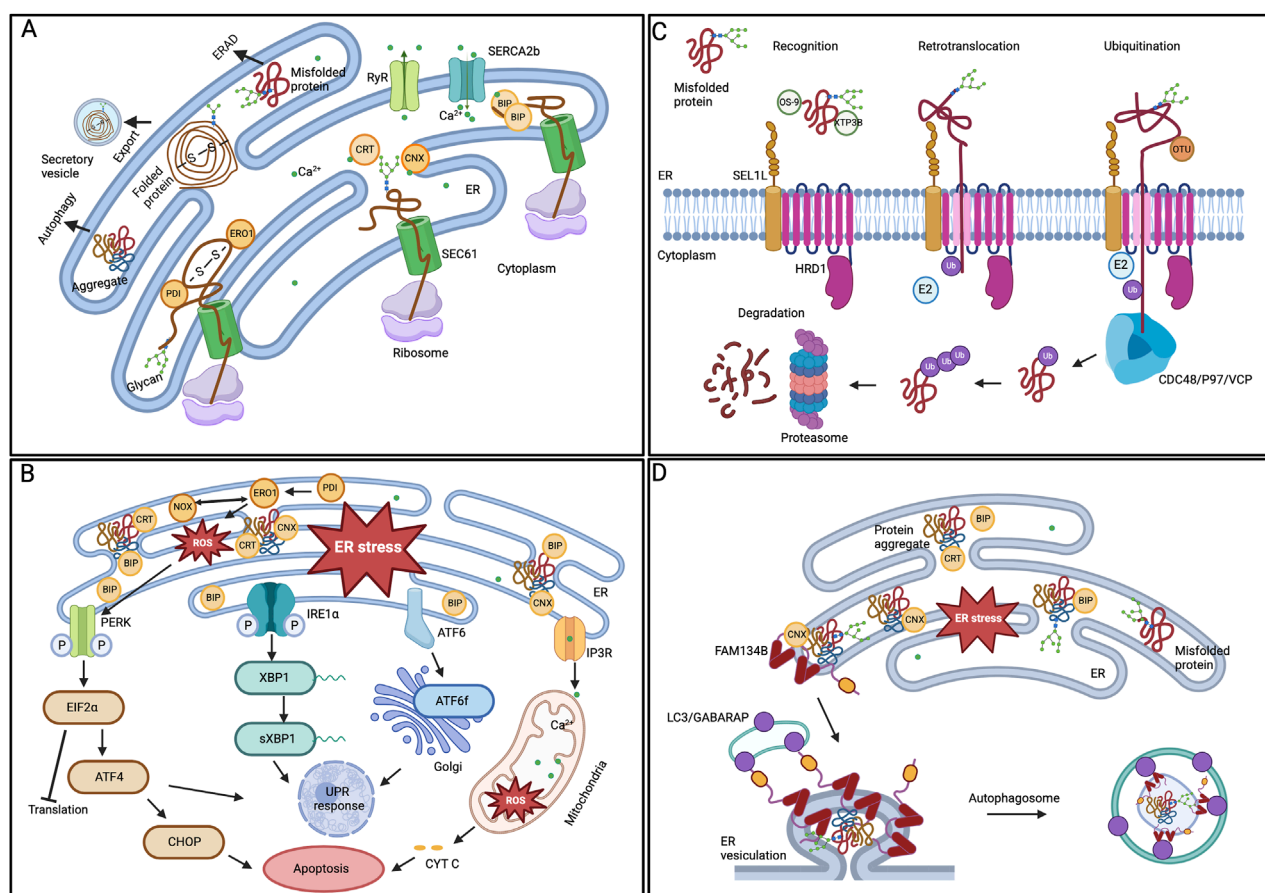 A
ERAD
Misfolded
protein
RyR
SERCA2b
Ca²⁺
BIP
BIP
Secretory
vesicle
Export
S-S
Folded
protein
Ca²⁺
CRT
CNX
ER
Autophagy
Aggregate
ERO1
S-S
PDI
SEC61
Cytoplasm
Glycan
Ribosome
C
Misfolded
protein
Recognition
Retrotranslocation
Ubiquitination
OS-9
XTP3B
OTU
ER
SEL1L
Cytoplasm
HRD1
Ub
E2
E2
Ub
Degradation
Ub
Ub
Ub
Ub
CDC48/P97/VCP
Proteasome
B
NOX
ERO1
PDI
CRT
BIP
ROS
CRT
CNX
ER stress
BIP
CNX
ER
BIP
PERK
P
P
BIP
IRE1α
P
P
BIP
ATF6
IP3R
EIF2α
XBP1
ATF6f
Ca²⁺
sXBP1
Golgi
ATF4
Translation
UPR
response
ROS
Mitochondria
CHOP
CYT C
Apoptosis
D
Protein
aggregate
BIP
CRT
CNX
ER stress
BIP
CNX
FAM134B
Misfolded
protein
ER
LC3/GABARAP
Autophagosome
ER
vesiculation